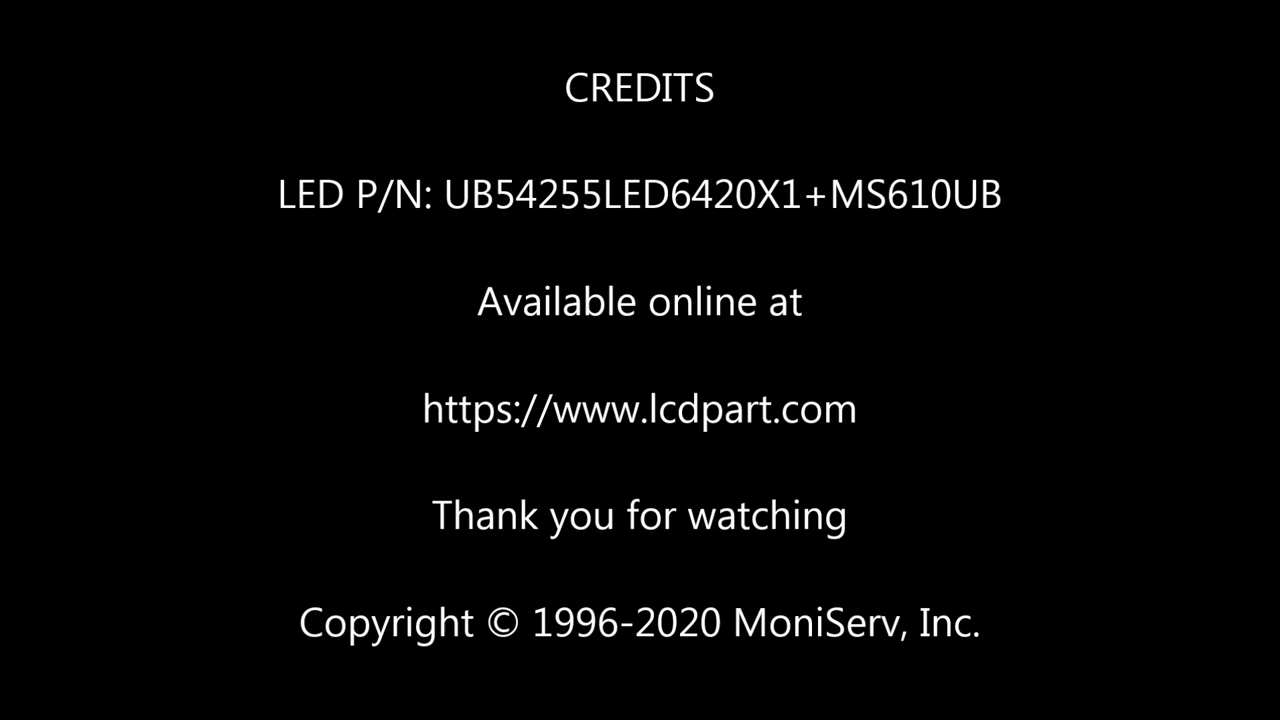 CREDITS
LED P/N: UB54255LED6420X1+MS610UB
Available online at
https://www.lcdpart.com
Thank you for watching
Copyright © 1996-2020 MoniServ, Inc.